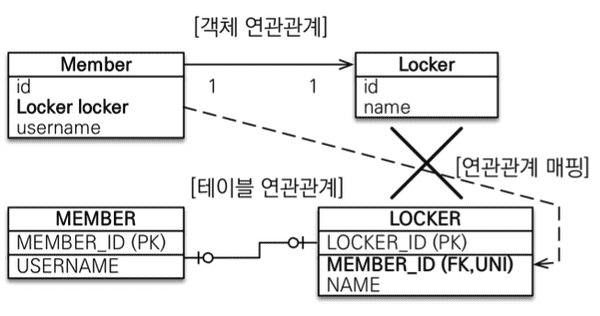 [객체 연관관계]
Member
id
Locker locker
username
1
1
Locker
id
name
[연관관계 매핑]
[테이블 연관관계]
MEMBER
MEMBER_ID (PK)
USERNAME
LOCKER
LOCKER_ID (PK)
MEMBER_ID (FK,UNI)
NAME